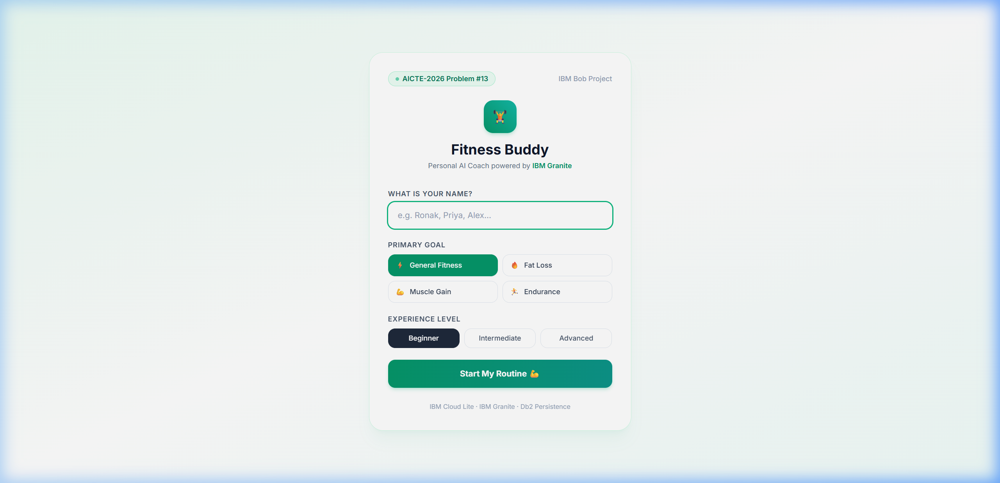 AICTE-2026 Problem #13
IBM Bob Project
Fitness Buddy
Personal AI Coach powered by IBM Granite
WHAT IS YOUR NAME?
e.g. Ronak, Priya, Alex...
PRIMARY GOAL
General Fitness
Fat Loss
Muscle Gain
Endurance
EXPERIENCE LEVEL
Beginner
Intermediate
Advanced
Start My Routine 💪
IBM Cloud Lite · IBM Granite · Db2 Persistence